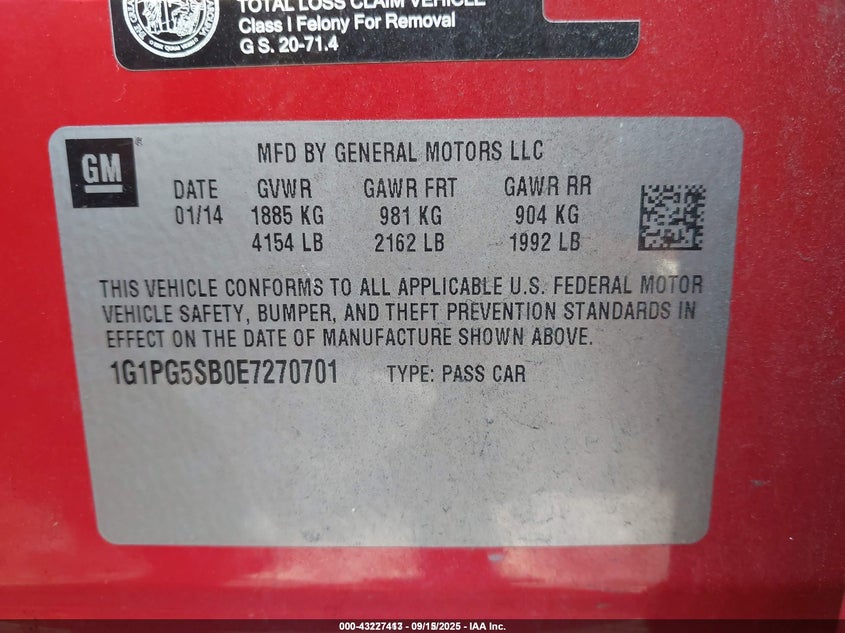 TOTAL LOSS CLAIM VEHICLE
Class I Felony For Removal
G S. 20-71.4
GM
MFD BY GENERAL MOTORS LLC
DATE GVWR GAWR FRT GAWR RR
01/14 1885 KG 981 KG 904 KG
4154 LB 2162 LB 1992 LB
THIS VEHICLE CONFORMS TO ALL APPLICABLE U.S. FEDERAL MOTOR
VEHICLE SAFETY, BUMPER, AND THEFT PREVENTION STANDARDS IN
EFFECT ON THE DATE OF MANUFACTURE SHOWN ABOVE.
1G1PG5SB0E7270701 TYPE: PASS CAR
000-43227413 - 09/15/2025 - IAA Inc.